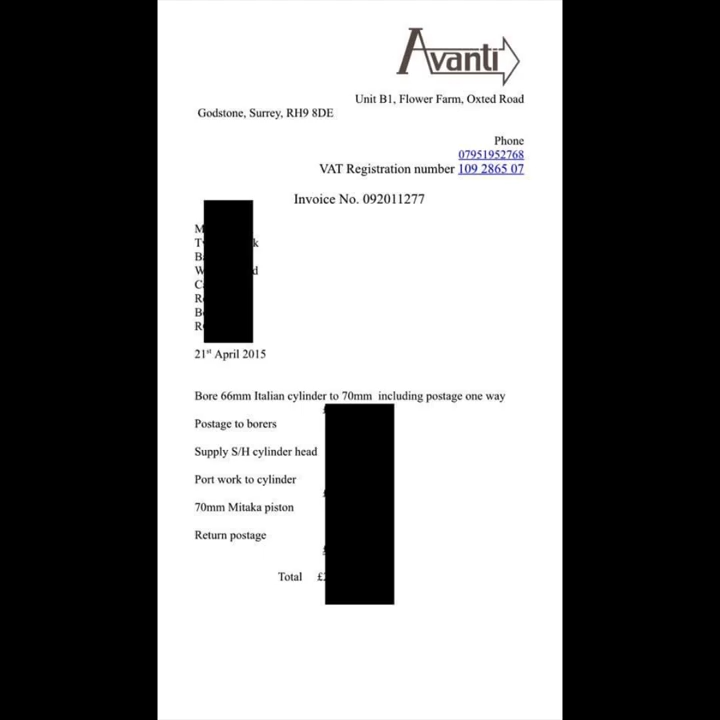 Avanti
Unit B1, Flower Farm, Oxted Road
Godstone, Surrey, RH9 8DE
Phone
07951952768
VAT Registration number 109 2865 07
Invoice No. 092011277
21st April 2015
Bore 66mm Italian cylinder to 70mm including postage one way
Postage to borers
Supply S/H cylinder head
Port work to cylinder
70mm Mitaka piston
Return postage
Total